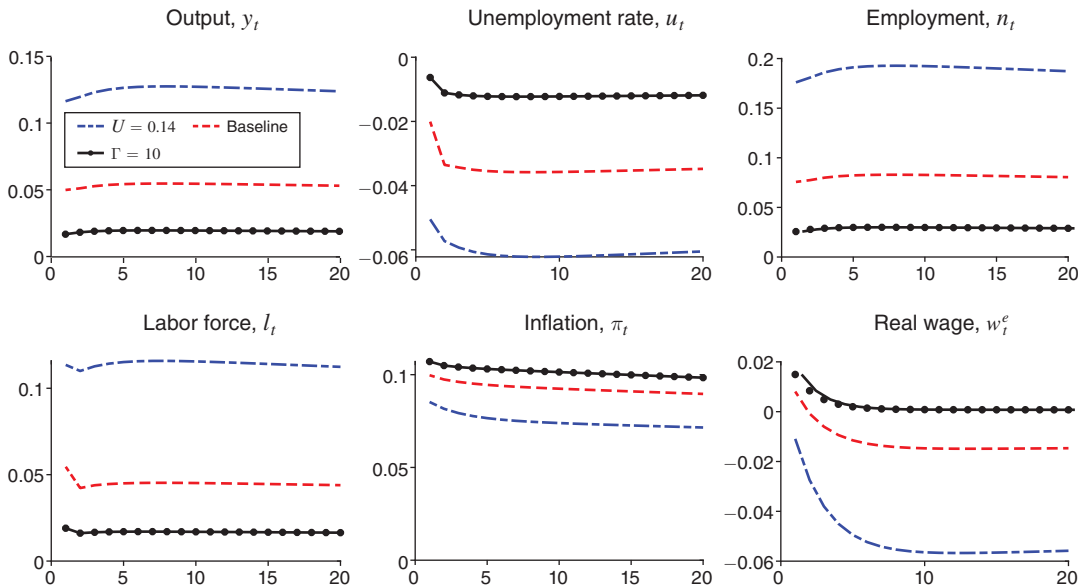 Output, y_t
Unemployment rate, u_t
Employment, n_t
0.15
0.1
0.05
0
0 5 10 15 20
U = 0.14
Baseline
Γ = 10
0
−0.02
−0.04
−0.06
0 5 10 15 20
0.2
0.15
0.1
0.05
0
0 5 10 15 20
Labor force, l_t
Inflation, π_t
Real wage, w_t^e
0.1
0.05
0
0 5 10 15 20
0.1
0.05
0
0 5 10 15 20
0.02
0
−0.02
−0.04
−0.06
0 5 10 15 20